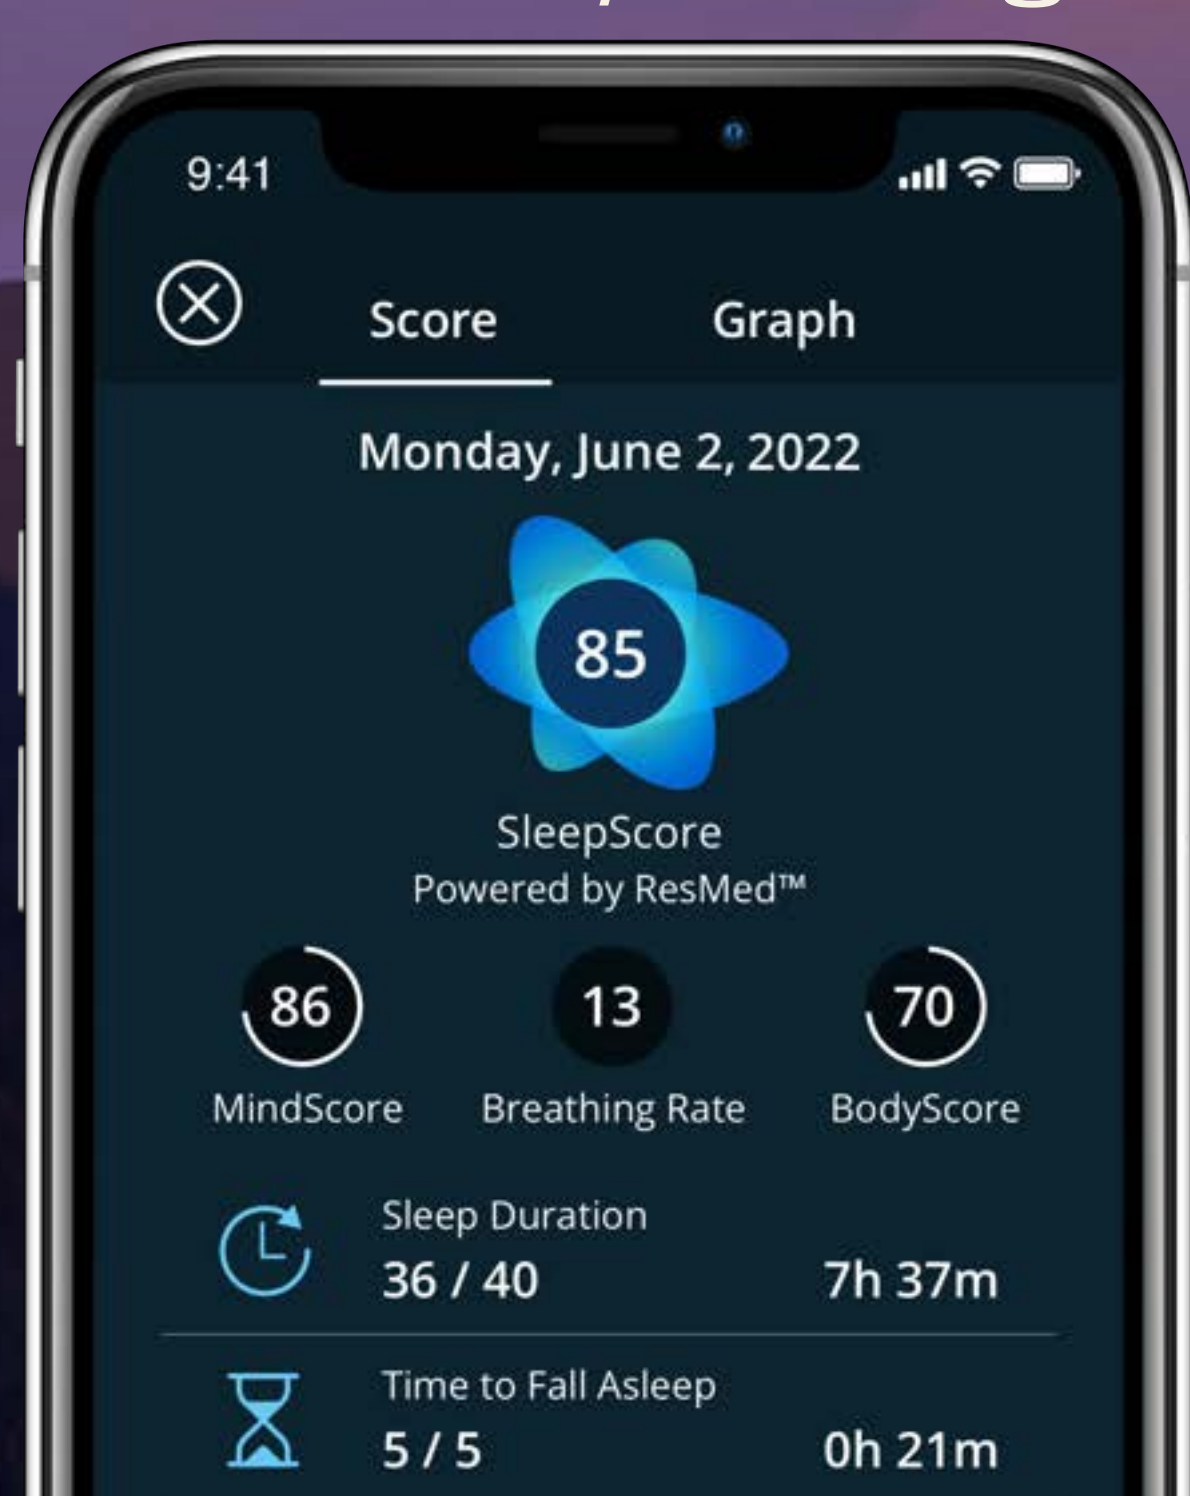 9:41
Score Graph
Monday, June 2, 2022
85
SleepScore
Powered by ResMed™
86 13 70
MindScore Breathing Rate BodyScore
Sleep Duration
36 / 40 7h 37m
Time to Fall Asleep
5 / 5 0h 21m